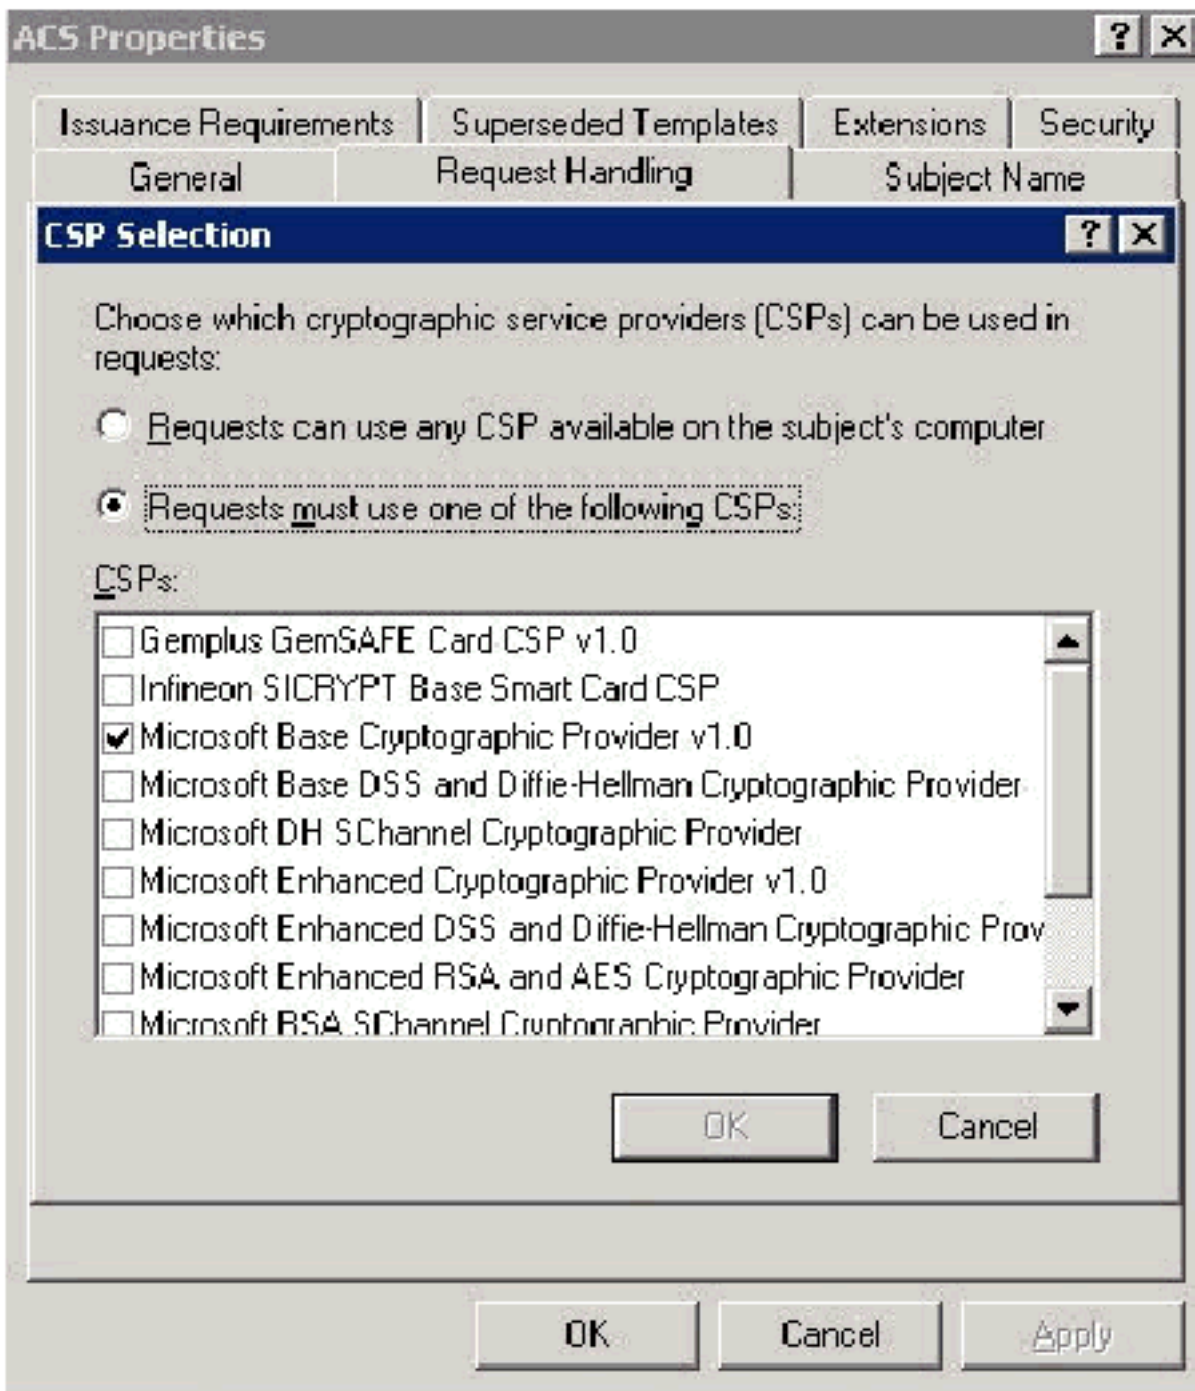 ACS Properties
Issuance Requirements
Superseded Templates
Extensions
Security
General
Request Handling
Subject Name
CSP Selection
Choose which cryptographic service providers (CSPs) can be used in
requests:
Requests can use any CSP available on the subject's computer
Requests must use one of the following CSPs:
CSPs:
Gemplus GemSAFE Card CSP v1.0
Infineon SICRYPT Base Smart Card CSP
Microsoft Base Cryptographic Provider v1.0
Microsoft Base DSS and Diffie-Hellman Cryptographic Provider
Microsoft DH SChannel Cryptographic Provider
Microsoft Enhanced Cryptographic Provider v1.0
Microsoft Enhanced DSS and Diffie-Hellman Cryptographic Prov
Microsoft Enhanced RSA and AES Cryptographic Provider
Microsoft RSA SChannel Cryptographic Provider
OK
Cancel
OK
Cancel
Apply